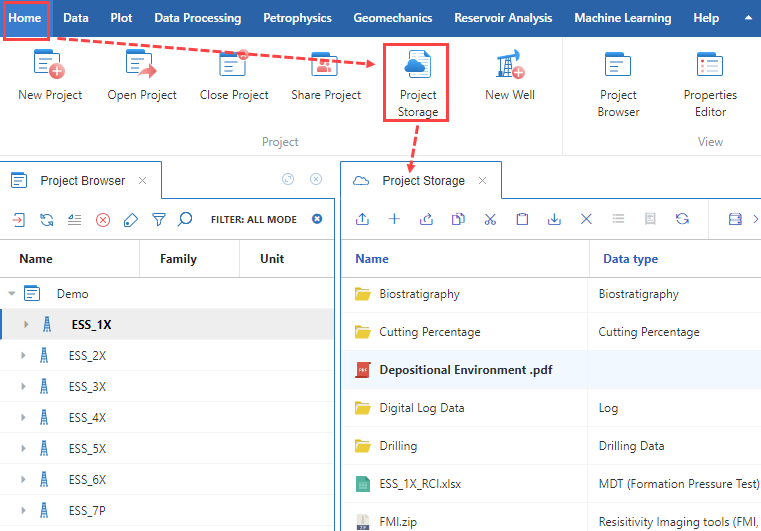 Home Data Plot Data Processing Petrophysics Geomechanics Reservoir Analysis Machine Learning Help
New Project Open Project Close Project Share Project Project Storage New Well Project Browser Properties Editor
Project View
Project Browser Project Storage
FILTER: ALL MODE
Name Family Unit Name Data type
Demo
ESS_1X
ESS_2X
ESS_3X
ESS_4X
ESS_5X
ESS_6X
ESS_7P
Biostratigraphy Biostratigraphy
Cutting Percentage Cutting Percentage
Depositional Environment .pdf
Digital Log Data Log
Drilling Drilling Data
ESS_1X_RCI.xlsx MDT (Formation Pressure Test)
FMI.zip Resisitivity Imaging tools (FMI,